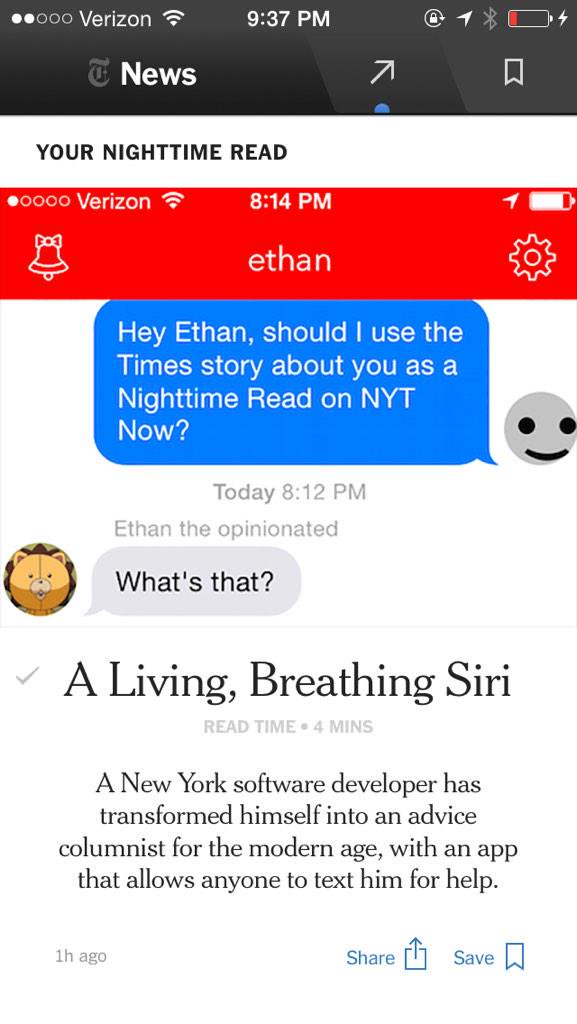 Verizon 9:37 PM
News
YOUR NIGHTTIME READ
Verizon 8:14 PM
ethan
Hey Ethan, should I use the
Times story about you as a
Nighttime Read on NYT
Now?
Today 8:12 PM
Ethan the opinionated
What's that?
A Living, Breathing Siri
READ TIME • 4 MINS
A New York software developer has
transformed himself into an advice
columnist for the modern age, with an app
that allows anyone to text him for help.
1h ago Share Save